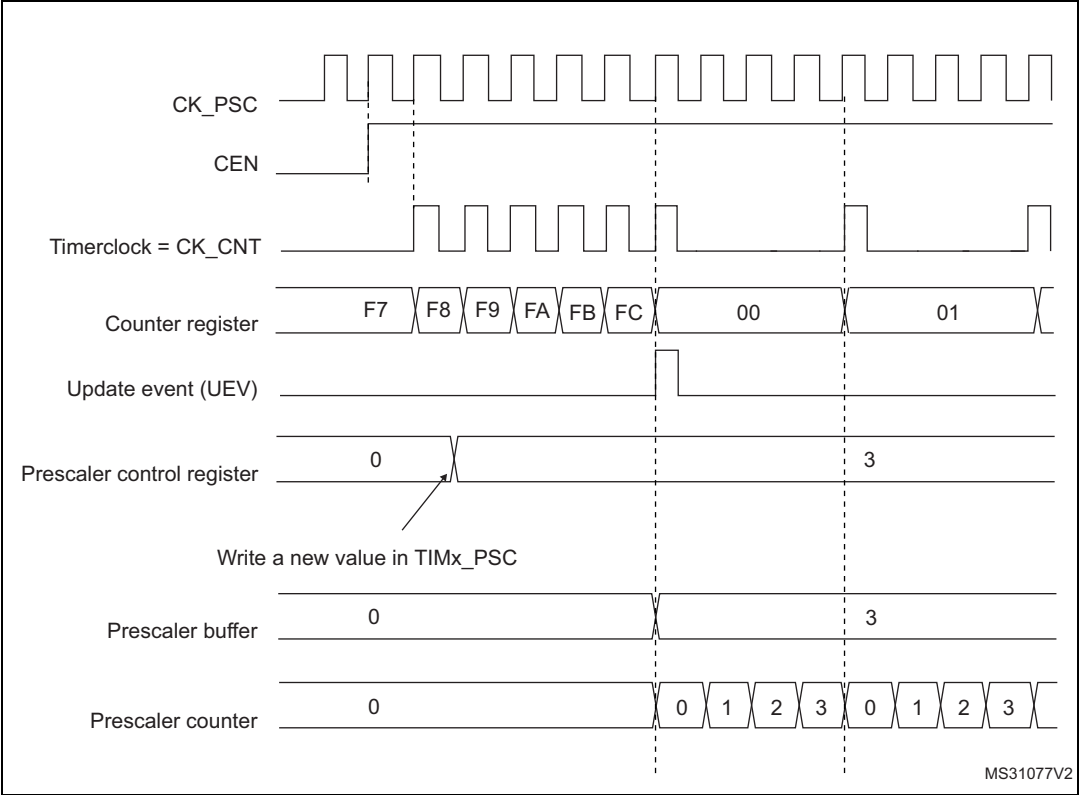 CK_PSC
CEN
Timerclock = CK_CNT
Counter register
F7 F8 F9 FA FB FC 00 01
Update event (UEV)
Prescaler control register
0 3
Write a new value in TIMx_PSC
Prescaler buffer
0 3
Prescaler counter
0 0 1 2 3 0 1 2 3
MS31077V2